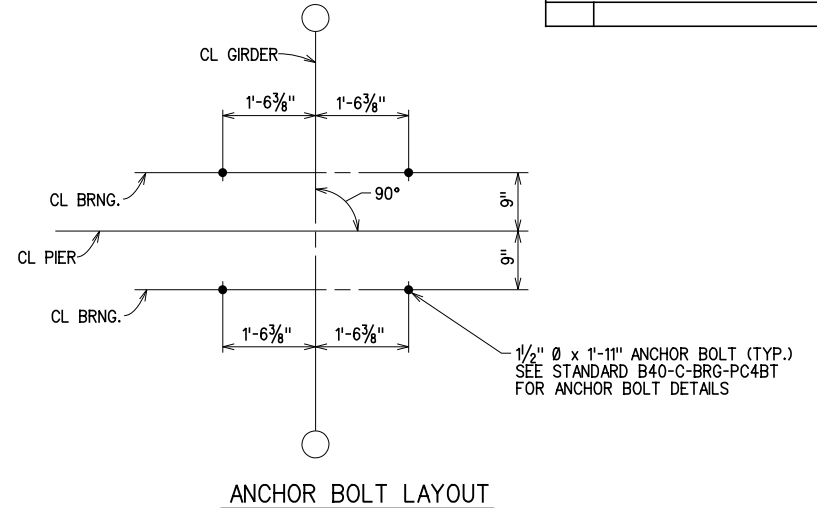 CL GIRDER
1'-6⅜" 1'-6⅜"
CL BRNG.
90°
9"
CL PIER
9"
CL BRNG.
1'-6⅜" 1'-6⅜"
1½" Ø x 1'-11" ANCHOR BOLT (TYP.)
SEE STANDARD B40-C-BRG-PC4BT
FOR ANCHOR BOLT DETAILS
ANCHOR BOLT LAYOUT